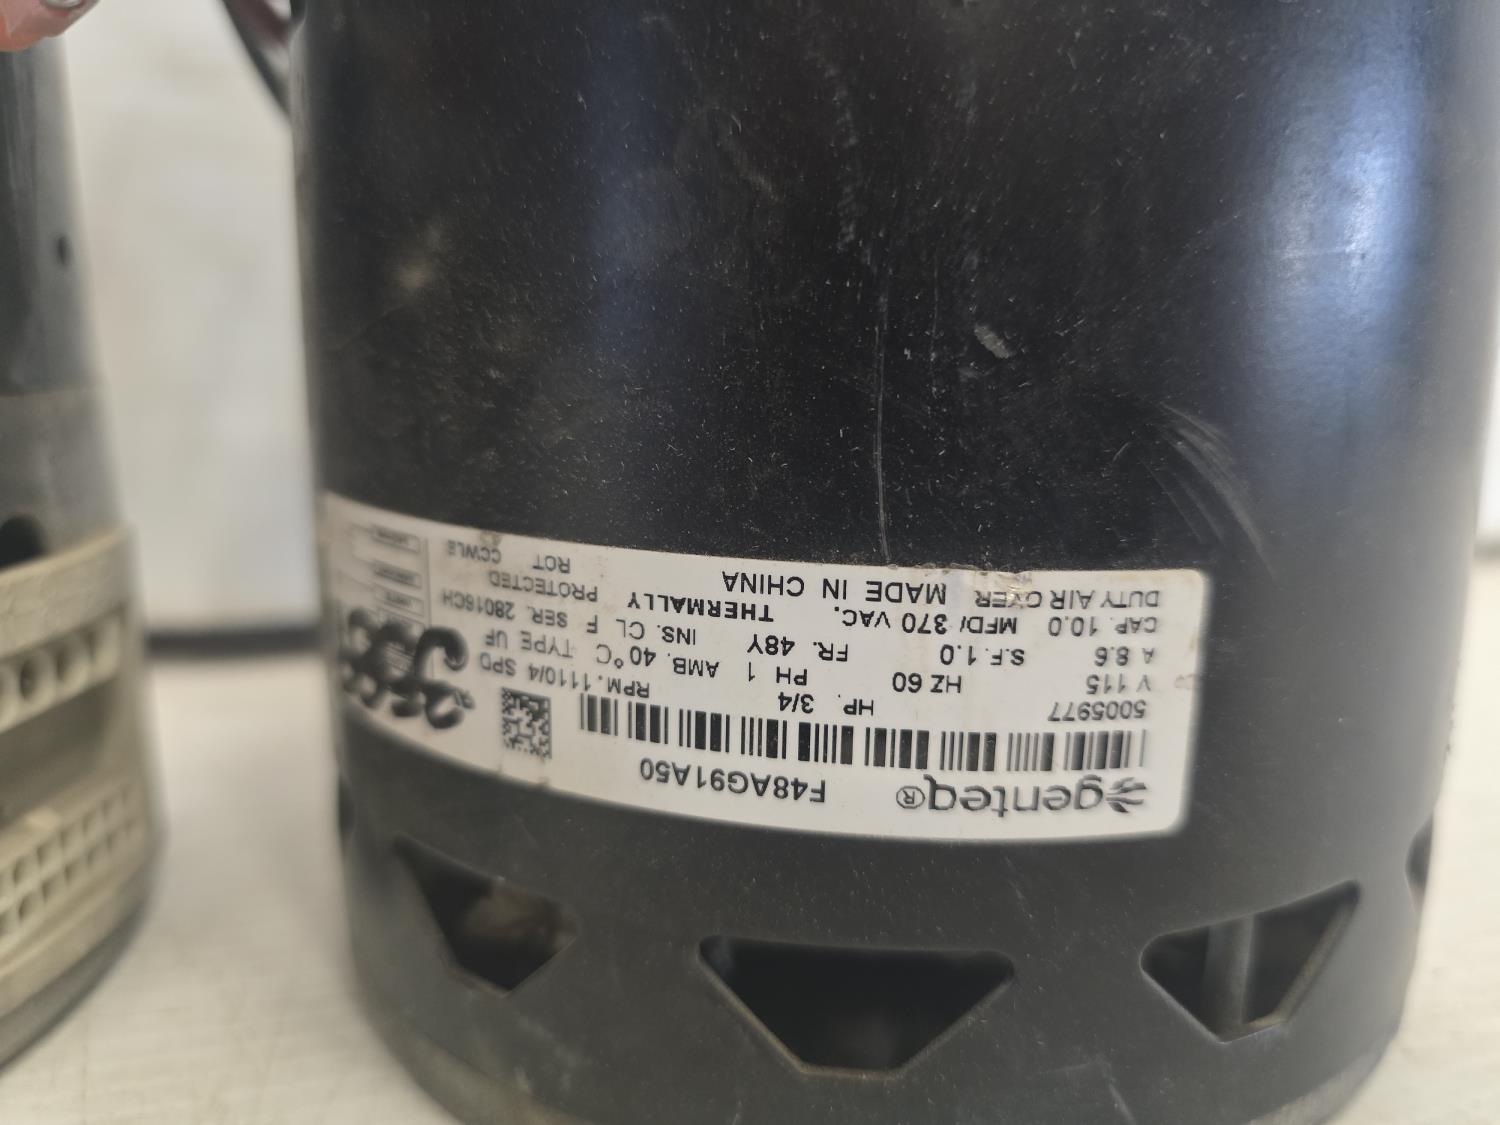 genteq® F48AG91A50
5005977 HP. 3/4 RPM. 1110/4 SPD
V 115 HZ 60 PH 1 AMB. 40°C TYPE UF
A 8.6 S.F. 1.0 FR. 48Y INS. CL F SER. 28016CH
CAP. 10.0 MFD/ 370 VAC. THERMALLY PROTECTED
DUTY AIR OVER MADE IN CHINA ROT CCWLE